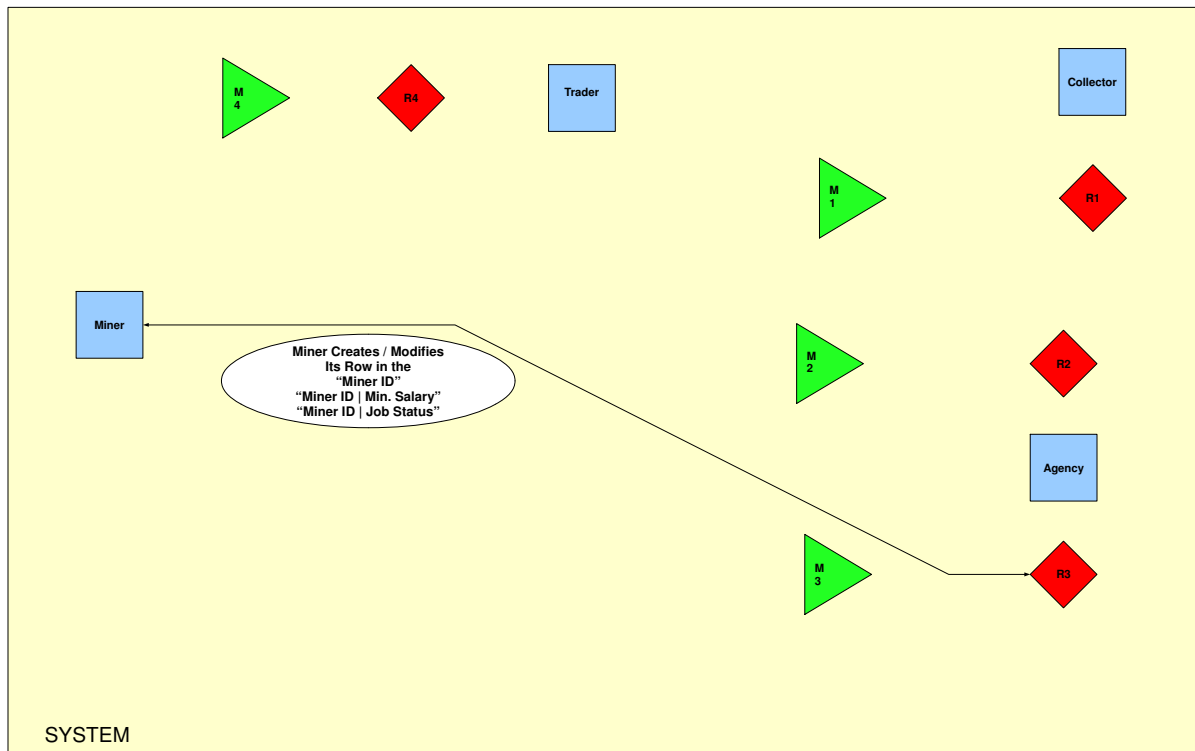 Collector
Trader
M
4
R4
M
1
R1
Miner
Miner Creates / Modifies
Its Row in the
“Miner ID”
“Miner ID | Min. Salary”
“Miner ID | Job Status”
M
2
R2
Agency
M
3
R3
SYSTEM